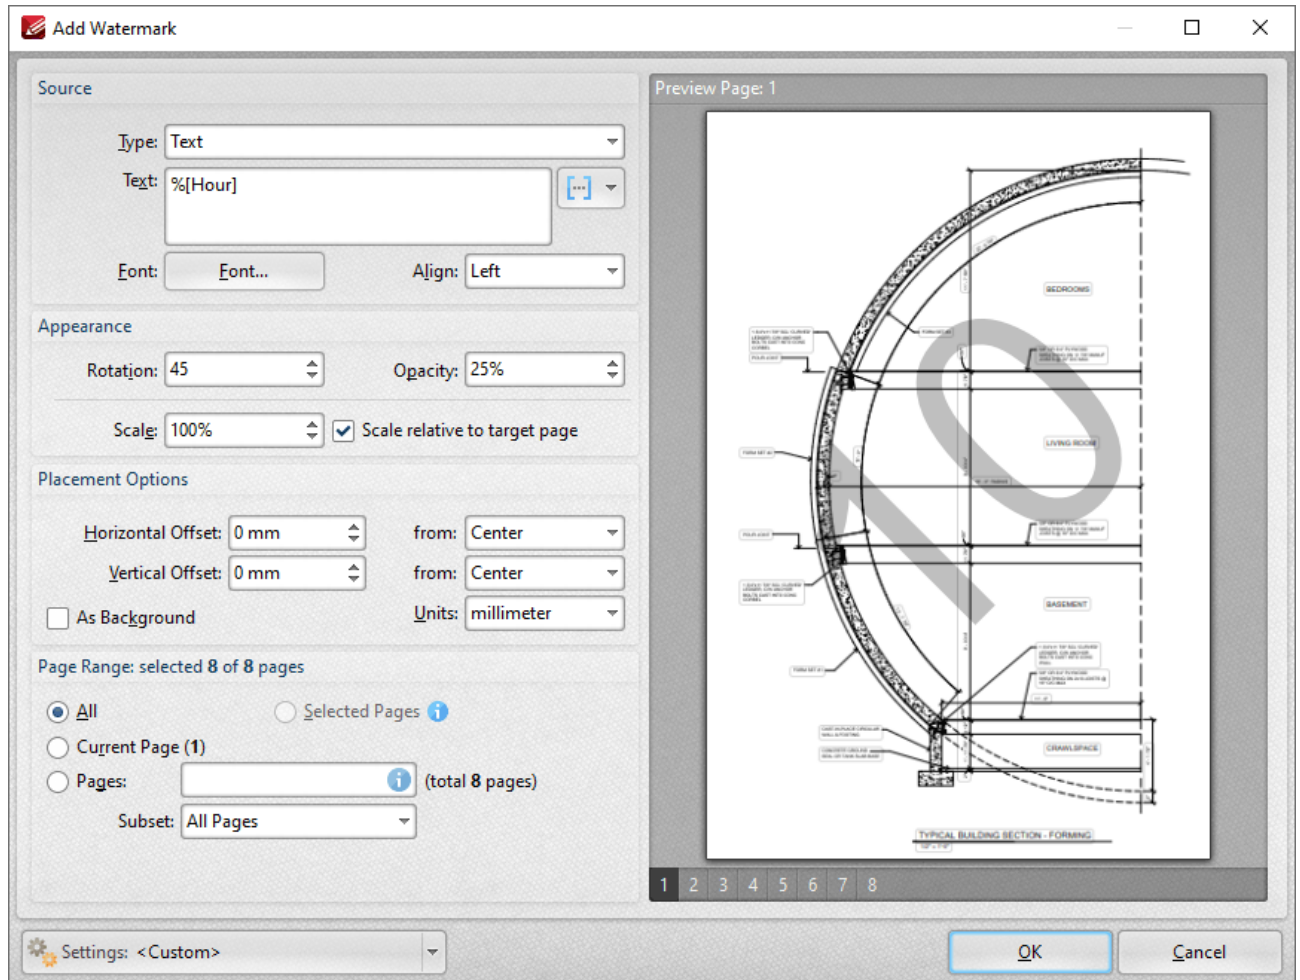 Add Watermark
Source
Type: Text
Text: %[Hour]
Font: Font... Align: Left
Appearance
Rotation: 45 Opacity: 25%
Scale: 100% Scale relative to target page
Placement Options
Horizontal Offset: 0 mm from: Center
Vertical Offset: 0 mm from: Center
As Background Units: millimeter
Page Range: selected 8 of 8 pages
All Selected Pages
Current Page (1)
Pages: (total 8 pages)
Subset: All Pages
Preview Page: 1
BEDROOMS
10
LIVING ROOM
BASEMENT
CRAWLSPACE
TYPICAL BUILDING SECTION - FORMING
1 2 3 4 5 6 7 8
Settings: <Custom>
OK Cancel